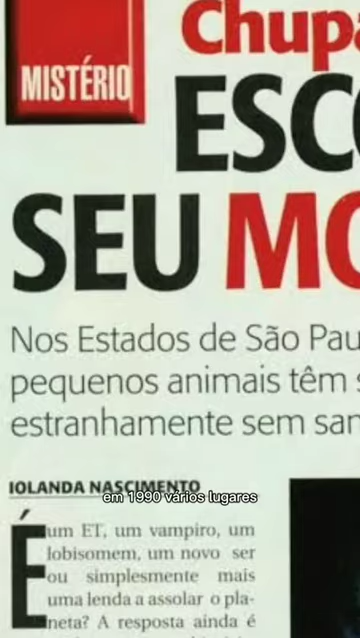 MISTÉRIO
Chupa
ESC
SEU MO
Nos Estados de São Pau
pequenos animais têm s
estranhamente sem san
IOLANDA NASCIMENTO
em 1990 vários lugares
É um ET, um vampiro, um
lobisomem, um novo ser
ou simplesmente mais
uma lenda a assolar o pla-
neta? A resposta ainda é